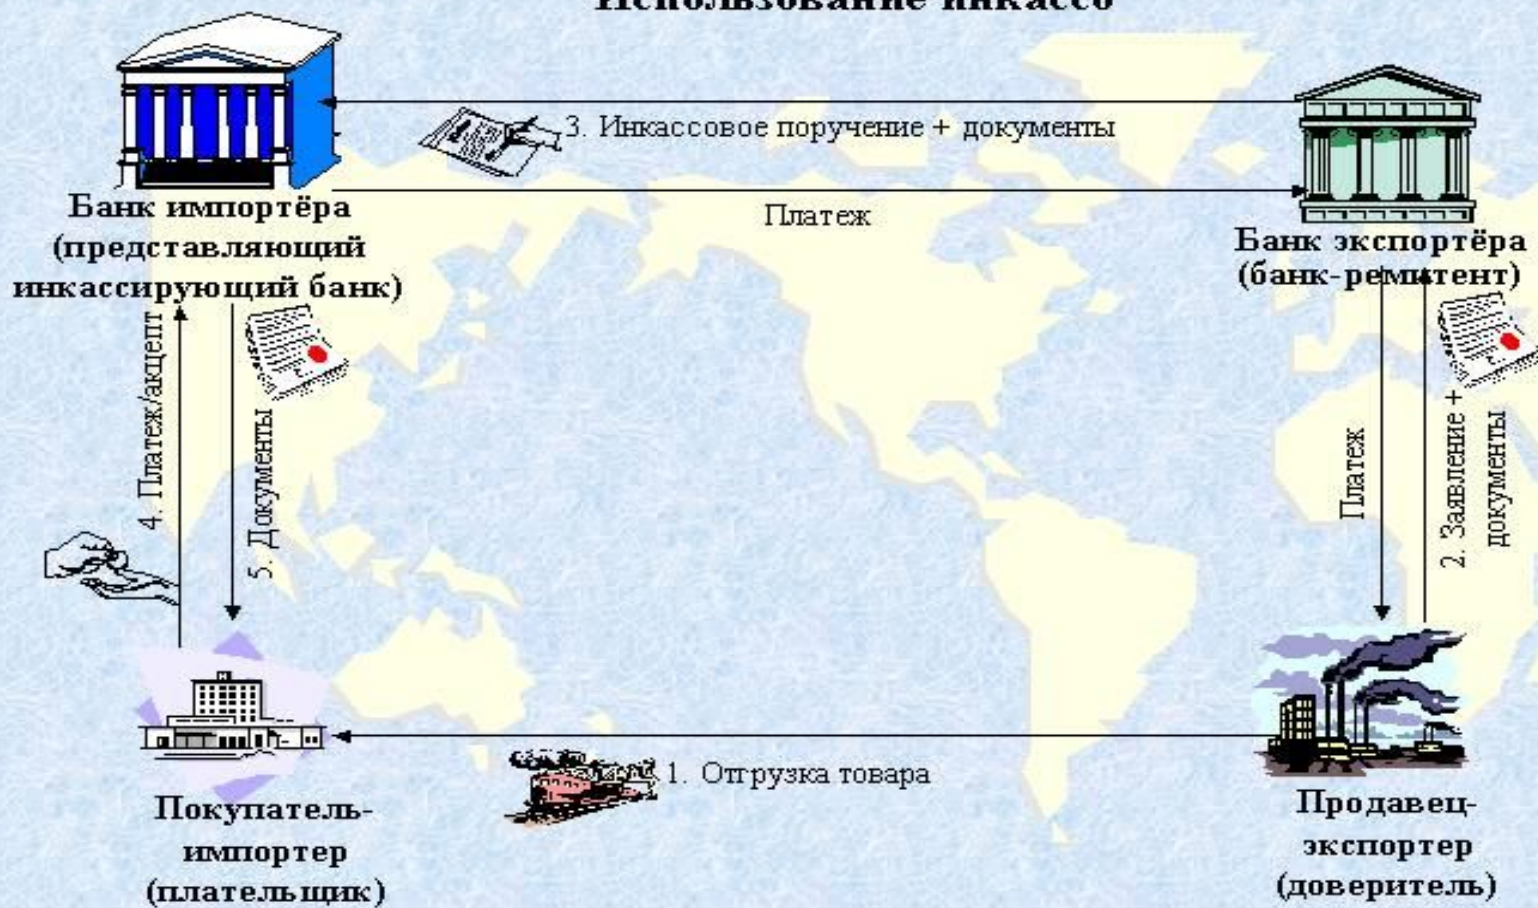 Использование инкассо
3. Инкассовое поручение + документы
Платеж
Банк импортёра
(представляющий
инкассирующий банк)
Банк экспортёра
(банк-ремитент)
4. Платеж/акцепт
5. Документы
Платеж
2. Заявление +
документы
1. Отгрузка товара
Покупатель-
импортер
(плательщик)
Продавец-
экспортер
(доверитель)